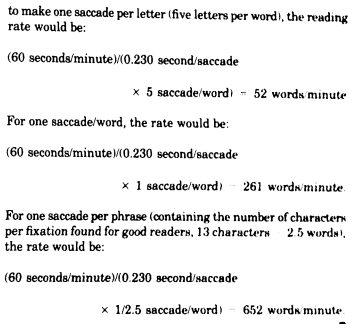 to make one saccade per letter (five letters per word), the reading
rate would be:
(60 seconds/minute)/(0.230 second/saccade
× 5 saccade/word) = 52 words/minute
For one saccade/word, the rate would be:
(60 seconds/minute)/(0.230 second/saccade
× 1 saccade/word) = 261 words/minute.
For one saccade per phrase (containing the number of characters
per fixation found for good readers, 13 characters = 2.5 words),
the rate would be:
(60 seconds/minute)/(0.230 second/saccade
× 1/2.5 saccade/word) = 652 words/minute.